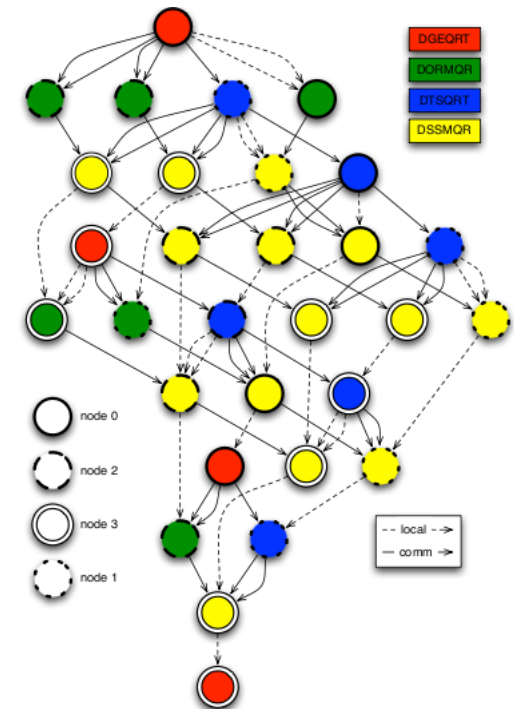 DGEQRT
DORMQR
DTSQRT
DSSMQR
node 0
node 2
node 3
node 1
local
comm